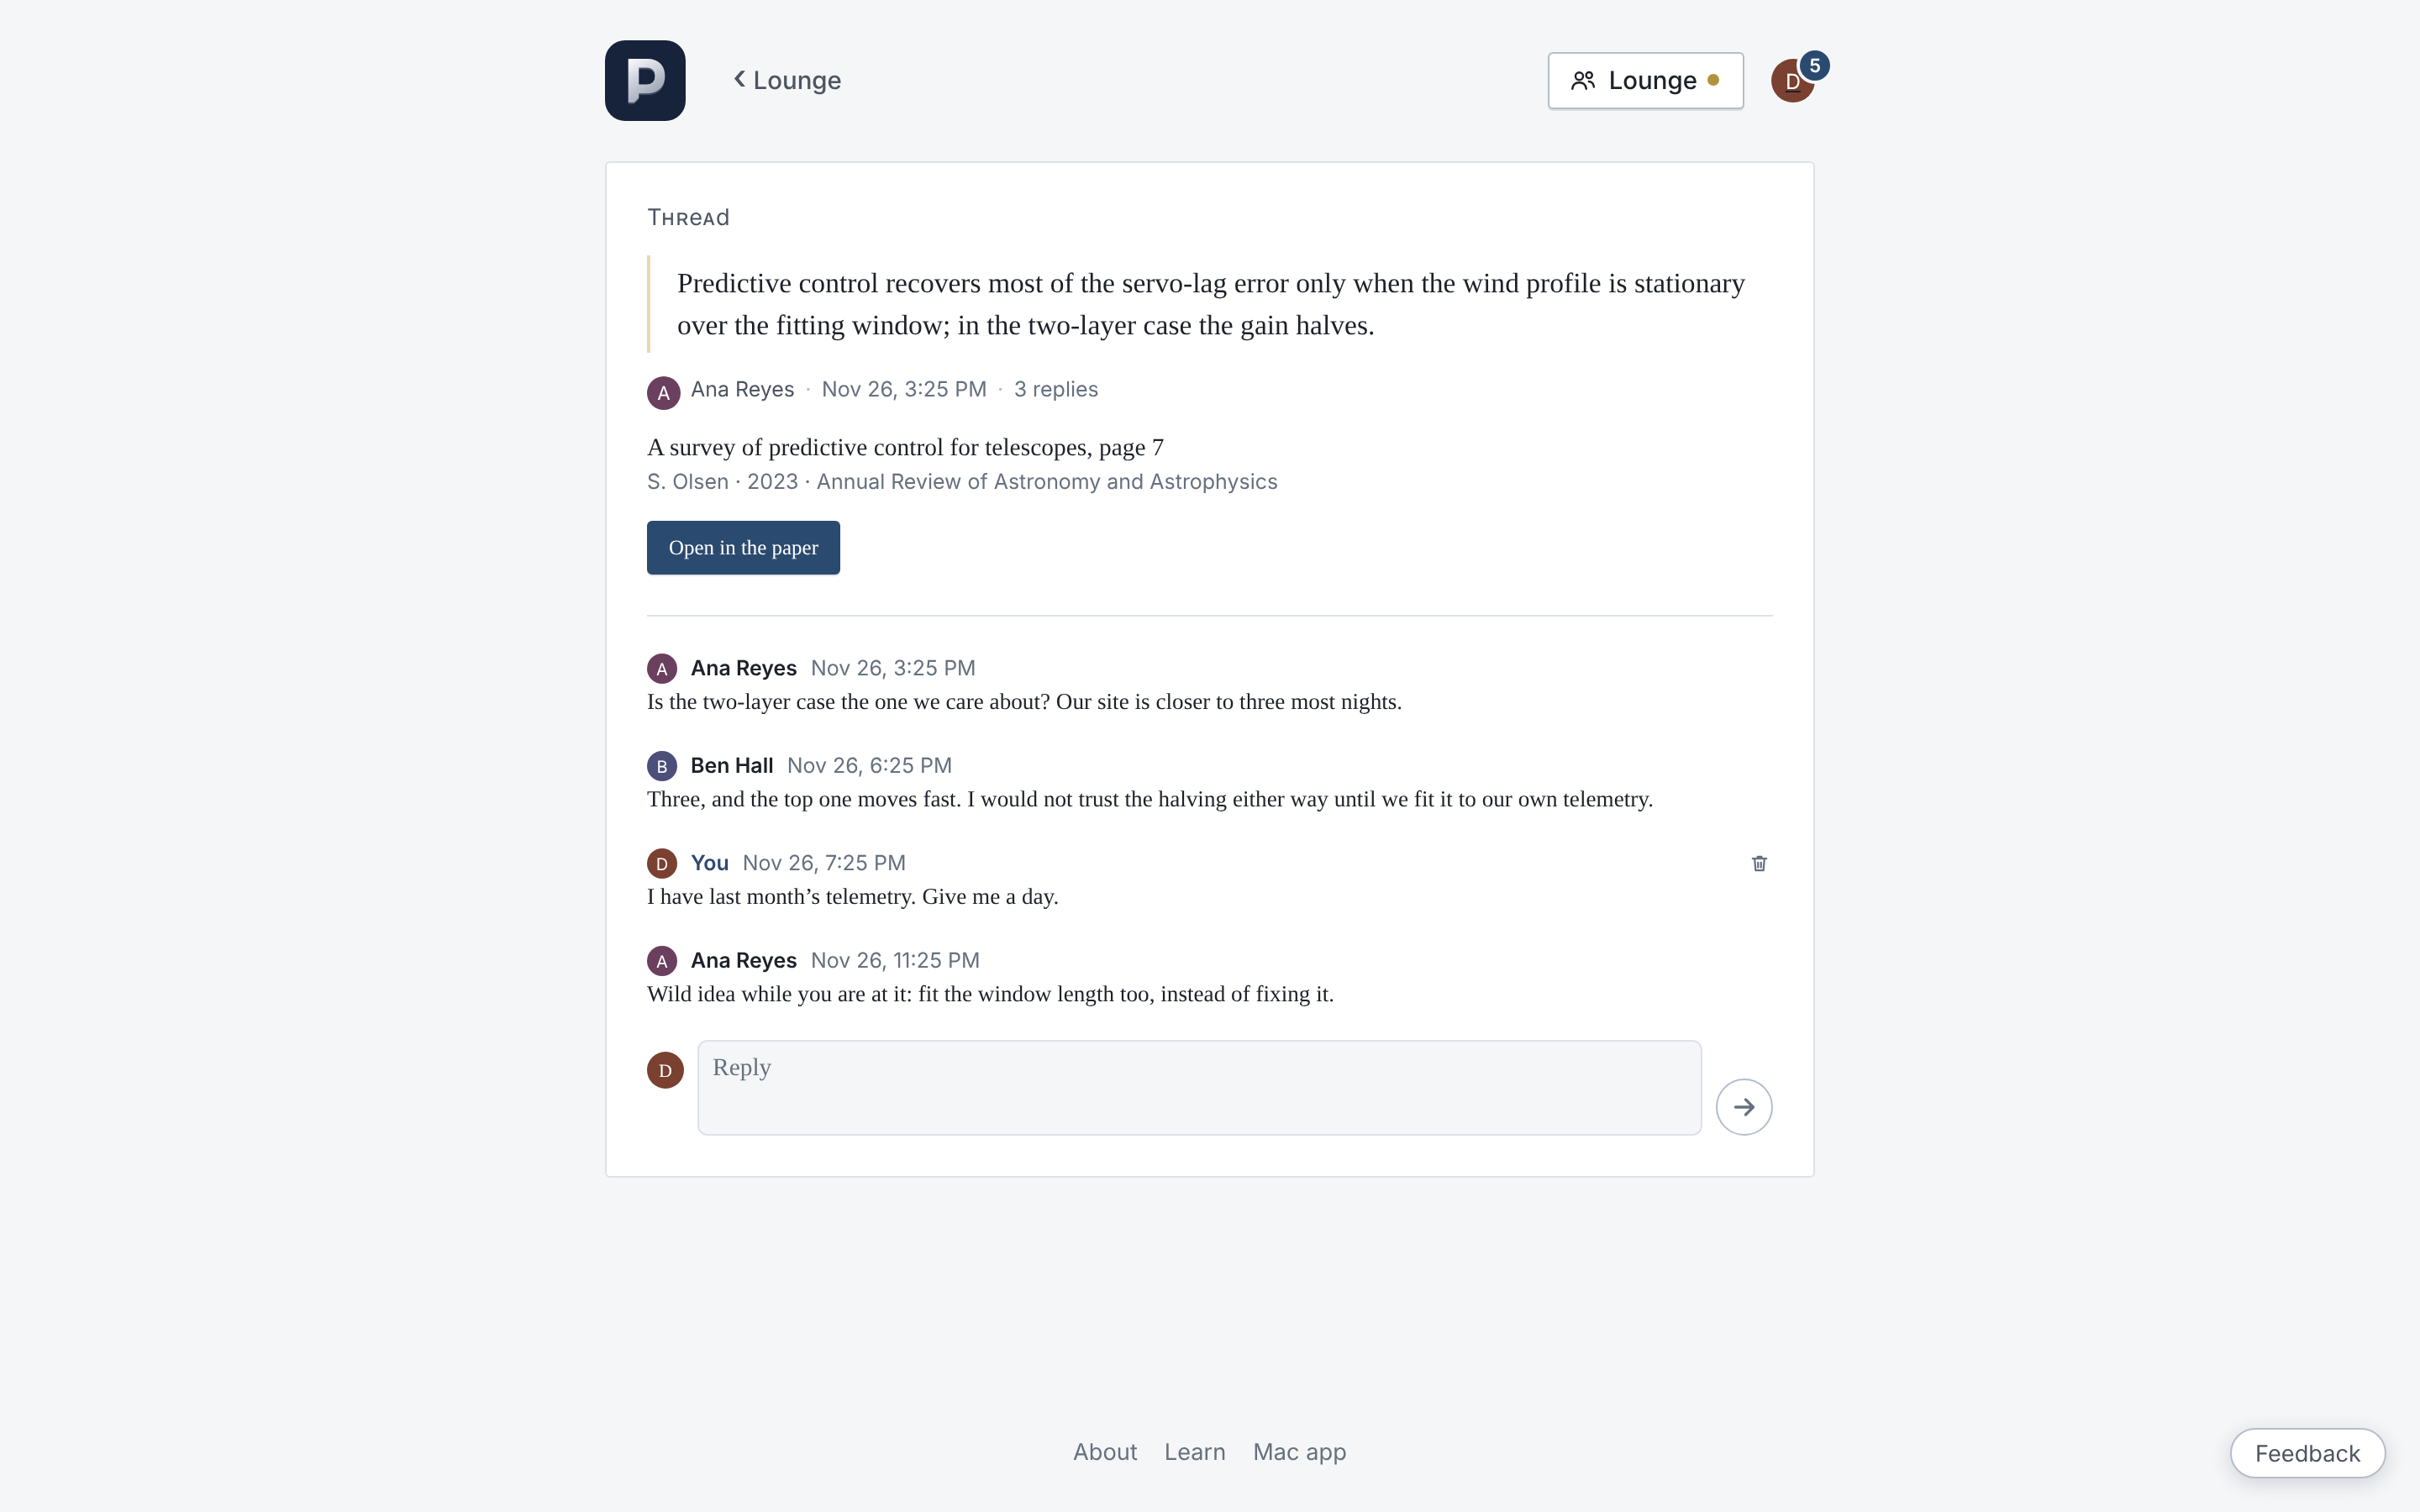 P
Lounge
Lounge
D
5
Thread
Predictive control recovers most of the servo-lag error only when the wind profile is stationary
over the fitting window; in the two-layer case the gain halves.
A Ana Reyes · Nov 26, 3:25 PM · 3 replies
A survey of predictive control for telescopes, page 7
S. Olsen · 2023 · Annual Review of Astronomy and Astrophysics
Open in the paper
A Ana Reyes Nov 26, 3:25 PM
Is the two-layer case the one we care about? Our site is closer to three most nights.
B Ben Hall Nov 26, 6:25 PM
Three, and the top one moves fast. I would not trust the halving either way until we fit it to our own telemetry.
D You Nov 26, 7:25 PM
I have last month’s telemetry. Give me a day.
A Ana Reyes Nov 26, 11:25 PM
Wild idea while you are at it: fit the window length too, instead of fixing it.
D Reply
About Learn Mac app
Feedback